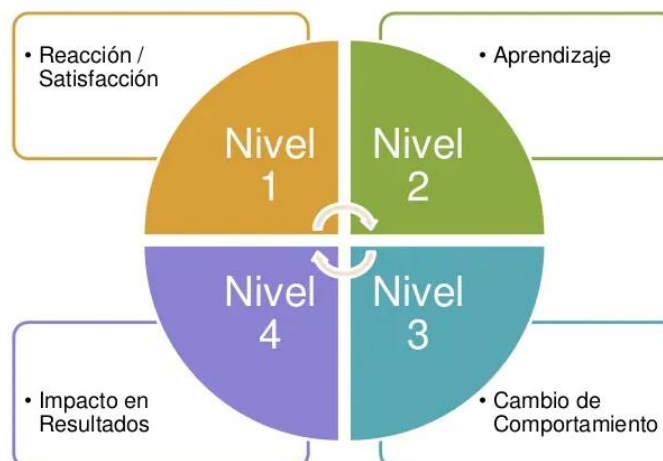 • Reacción /
Satisfacción
Nivel
1
• Aprendizaje
Nivel
2
Nivel
4
• Impacto en
Resultados
Nivel
3
• Cambio de
Comportamiento